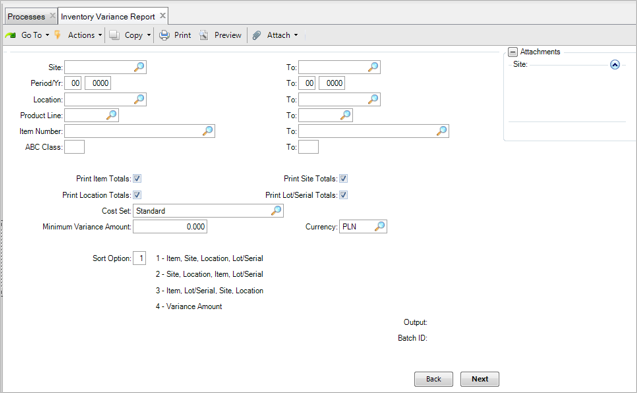 Processes Inventory Variance Report
Go To Actions Copy Print Preview Attach
Site: To:
Period/Yr: 00 0000 To: 00 0000
Location: To:
Product Line: To:
Item Number: To:
ABC Class: To:
Print Item Totals: Print Site Totals:
Print Location Totals: Print Lot/Serial Totals:
Cost Set: Standard
Minimum Variance Amount: 0.000 Currency: PLN
Sort Option: 1 1 - Item, Site, Location, Lot/Serial
2 - Site, Location, Item, Lot/Serial
3 - Item, Lot/Serial, Site, Location
4 - Variance Amount
Output:
Batch ID:
Back Next
Attachments
Site: